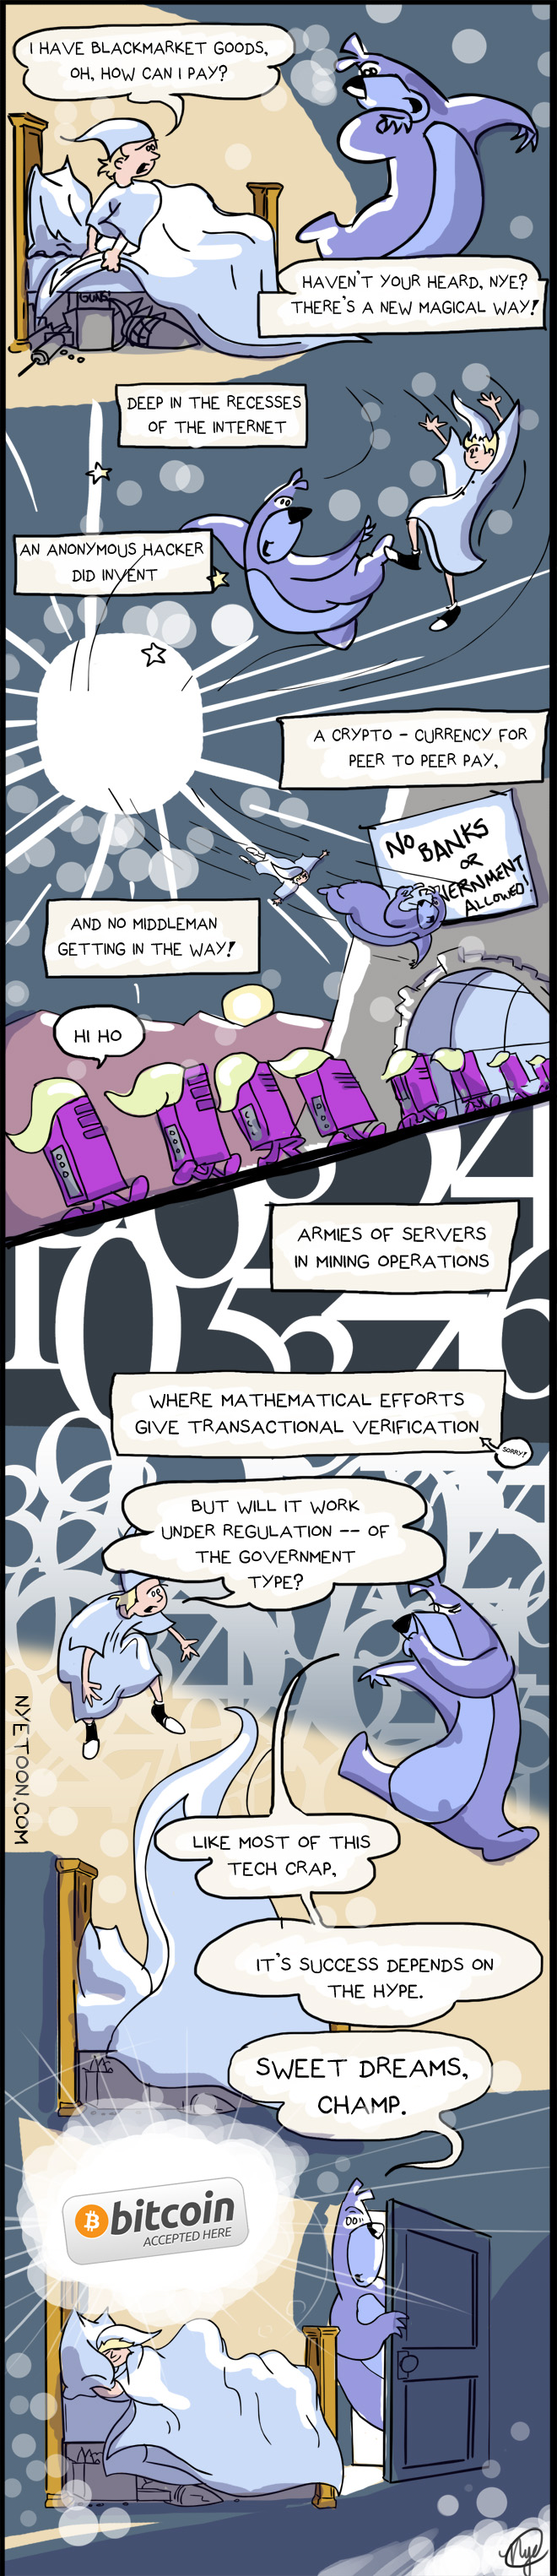 I HAVE BLACKMARKET GOODS,
OH, HOW CAN I PAY?
GUNS
HAVEN'T YOUR HEARD, NYE?
THERE'S A NEW MAGICAL WAY!
DEEP IN THE RECESSES
OF THE INTERNET
AN ANONYMOUS HACKER
DID INVENT
A CRYPTO - CURRENCY FOR
PEER TO PEER PAY,
NO BANKS
OR
VERNMENT
ALLOWED!
AND NO MIDDLEMAN
GETTING IN THE WAY!
HI HO
ARMIES OF SERVERS
IN MINING OPERATIONS
WHERE MATHEMATICAL EFFORTS
GIVE TRANSACTIONAL VERIFICATION
SORRY!
BUT WILL IT WORK
UNDER REGULATION -- OF
THE GOVERNMENT
TYPE?
NYETOON.COM
LIKE MOST OF THIS
TECH CRAP,
IT'S SUCCESS DEPENDS ON
THE HYPE.
SWEET DREAMS,
CHAMP.
bitcoin
ACCEPTED HERE
Nye